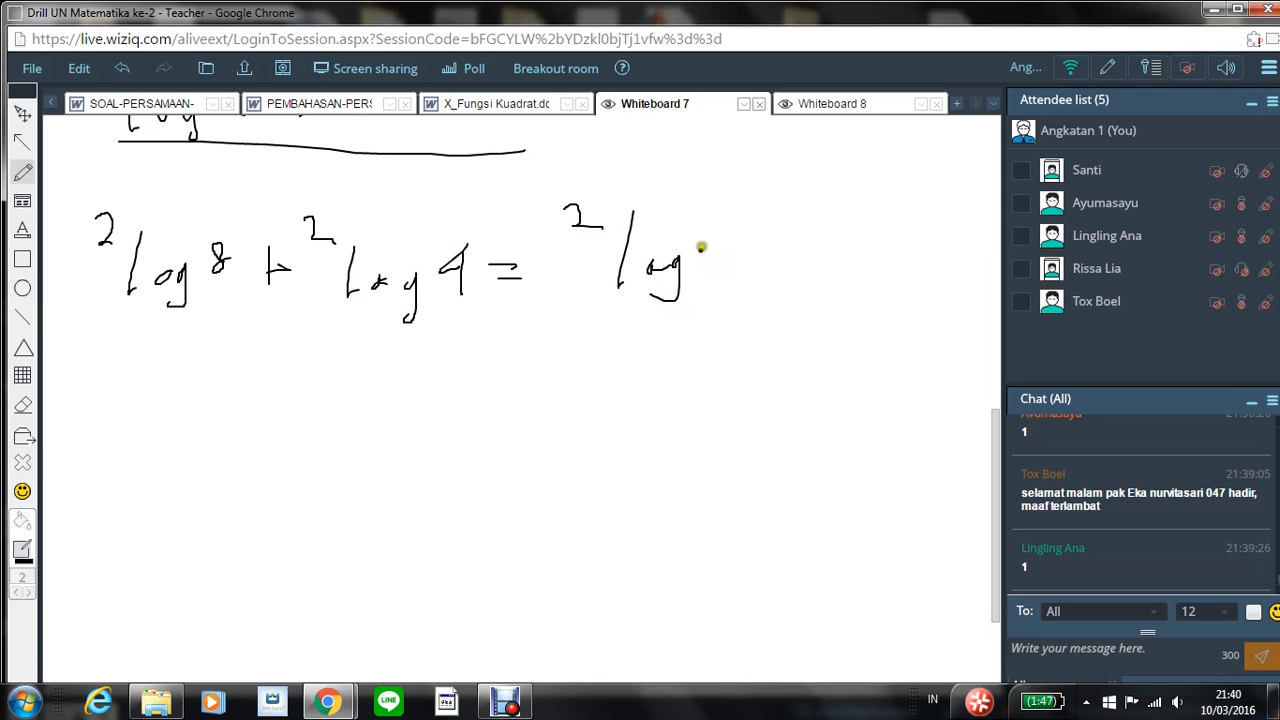 Drill UN Matematika ke-2 - Teacher - Google Chrome
https://live.wiziq.com/aliveext/LoginToSession.aspx?SessionCode=bFGCYLW%2bYDzkl0bjTj1vfw%3d%3d
File Edit Screen sharing Poll Breakout room ? Ang...
SOAL-PERSAMAAN- PEMBAHASAN-PERS X_Fungsi Kuadrat.dc Whiteboard 7 Whiteboard 8
Attendee list (5)
Angkatan 1 (You)
Santi
Ayumasayu
Lingling Ana
Rissa Lia
Tox Boel
²log 8 + ²log 4 = ²log
Chat (All)
1
Tox Boel 21:39:05
selamat malam pak Eka nurvitasari 047 hadir,
maaf terlambat
Lingling Ana 21:39:26
1
To: All 12
Write your message here. 300
2
IN 1:47 21:40
10/03/2016